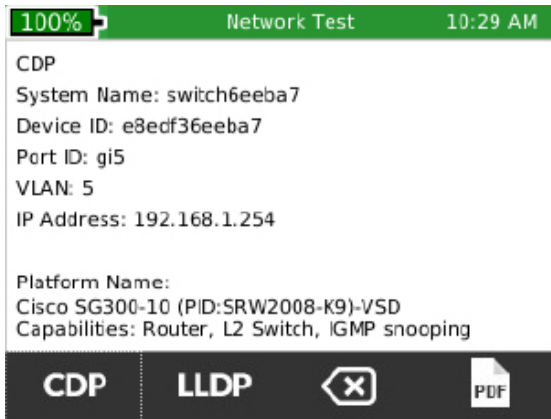 100% Network Test 10:29 AM
CDP
System Name: switch6eeba7
Device ID: e8edf36eeba7
Port ID: gi5
VLAN: 5
IP Address: 192.168.1.254
Platform Name:
Cisco SG300-10 (PID:SRW2008-K9)-VSD
Capabilities: Router, L2 Switch, IGMP snooping
CDP LLDP PDF